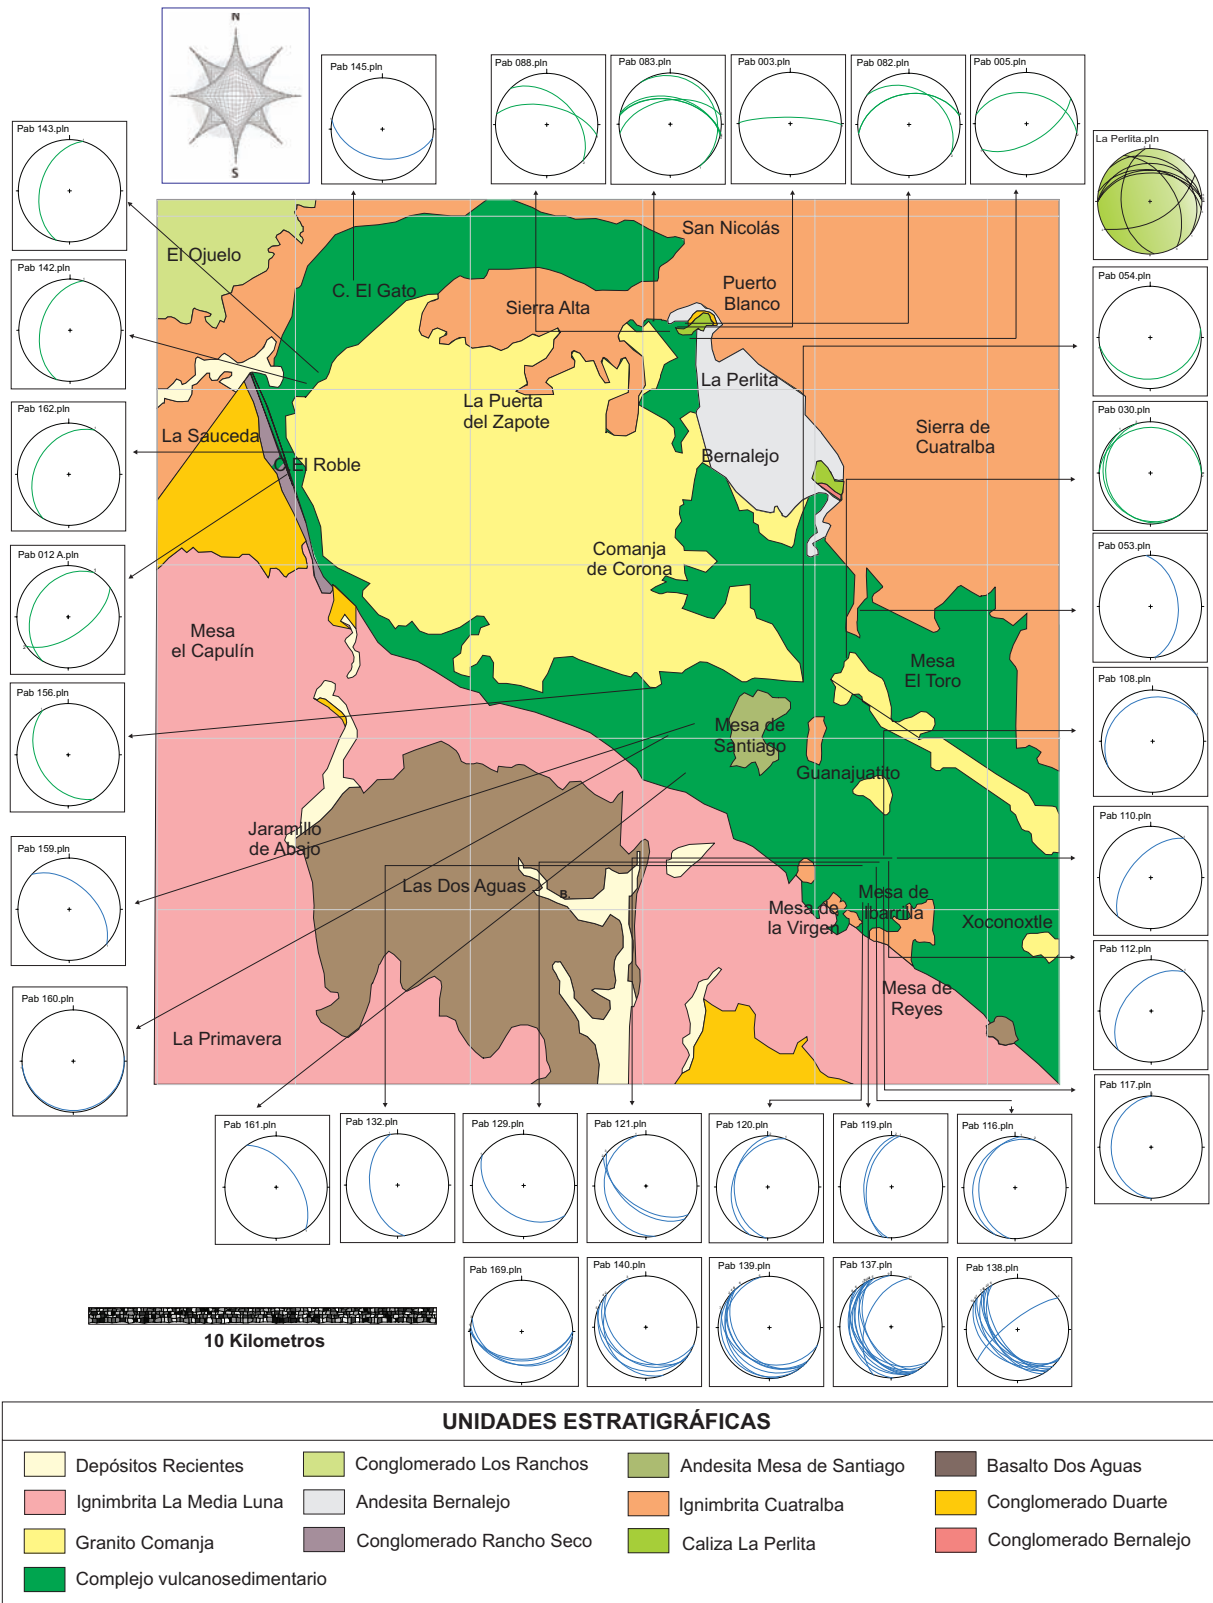 N
S
Pab 145.pln
Pab 088.pln
Pab 083.pln
Pab 003.pln
Pab 082.pln
Pab 005.pln
Pab 143.pln
La Perlita.pln
Pab 142.pln
Pab 054.pln
Pab 162.pln
Pab 030.pln
Pab 012 A.pln
Pab 053.pln
Pab 156.pln
Pab 108.pln
Pab 159.pln
Pab 110.pln
Pab 160.pln
Pab 112.pln
Pab 117.pln
El Ojuelo
San Nicolás
C. El Gato
Sierra Alta
Puerto
Blanco
La Perlita
La Puerta
del Zapote
La Sauceda
Sierra de
Cuatralba
C. El Roble
Bernalejo
Comanja
de Corona
Mesa
el Capulín
Mesa
El Toro
Mesa de
Santiago
Guanajuatito
Jaramillo
de Abajo
Las Dos Aguas
B.
Mesa de
la Virgen
Mesa de
Ibarrilla
Xoconoxtle
Mesa de
Reyes
La Primavera
Pab 161.pln
Pab 132.pln
Pab 129.pln
Pab 121.pln
Pab 120.pln
Pab 119.pln
Pab 116.pln
Pab 169.pln
Pab 140.pln
Pab 139.pln
Pab 137.pln
Pab 138.pln
10 Kilometros
UNIDADES ESTRATIGRÁFICAS
Depósitos Recientes
Conglomerado Los Ranchos
Andesita Mesa de Santiago
Basalto Dos Aguas
Ignimbrita La Media Luna
Andesita Bernalejo
Ignimbrita Cuatralba
Conglomerado Duarte
Granito Comanja
Conglomerado Rancho Seco
Caliza La Perlita
Conglomerado Bernalejo
Complejo vulcanosedimentario